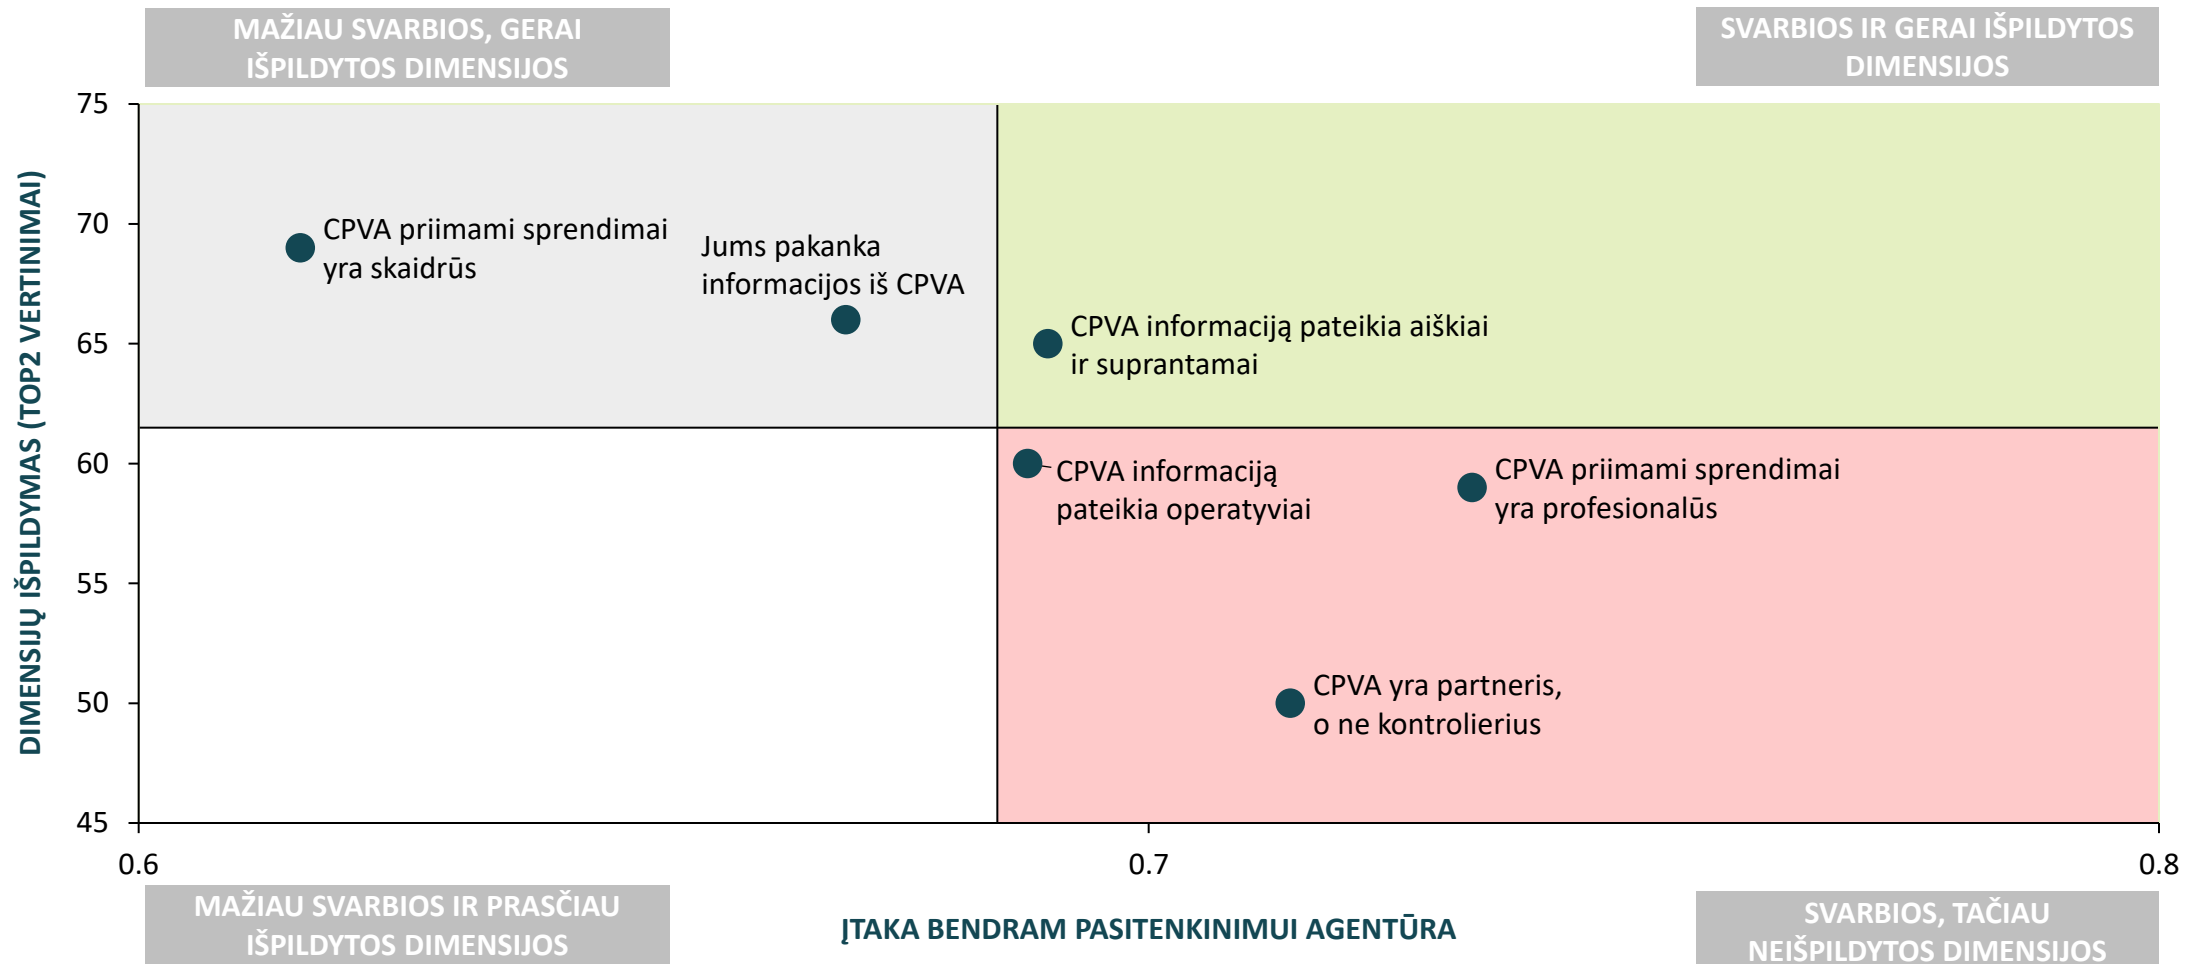 MAŽIAU SVARBIOS, GERAI
IŠPILDYTOS DIMENSIJOS
SVARBIOS IR GERAI IŠPILDYTOS
DIMENSIJOS
DIMENSIJŲ IŠPILDYMAS (TOP2 VERTINIMAI)
75
70
65
60
55
50
45
CPVA priimami sprendimai
yra skaidrūs
Jums pakanka
informacijos iš CPVA
CPVA informaciją pateikia aiškiai
ir suprantamai
CPVA informaciją
pateikia operatyviai
CPVA priimami sprendimai
yra profesionalūs
CPVA yra partneris,
o ne kontrolierius
0.6
0.7
0.8
MAŽIAU SVARBIOS IR PRASČIAU
IŠPILDYTOS DIMENSIJOS
ĮTAKA BENDRAM PASITENKINIMUI AGENTŪRA
SVARBIOS, TAČIAU
NEIŠPILDYTOS DIMENSIJOS